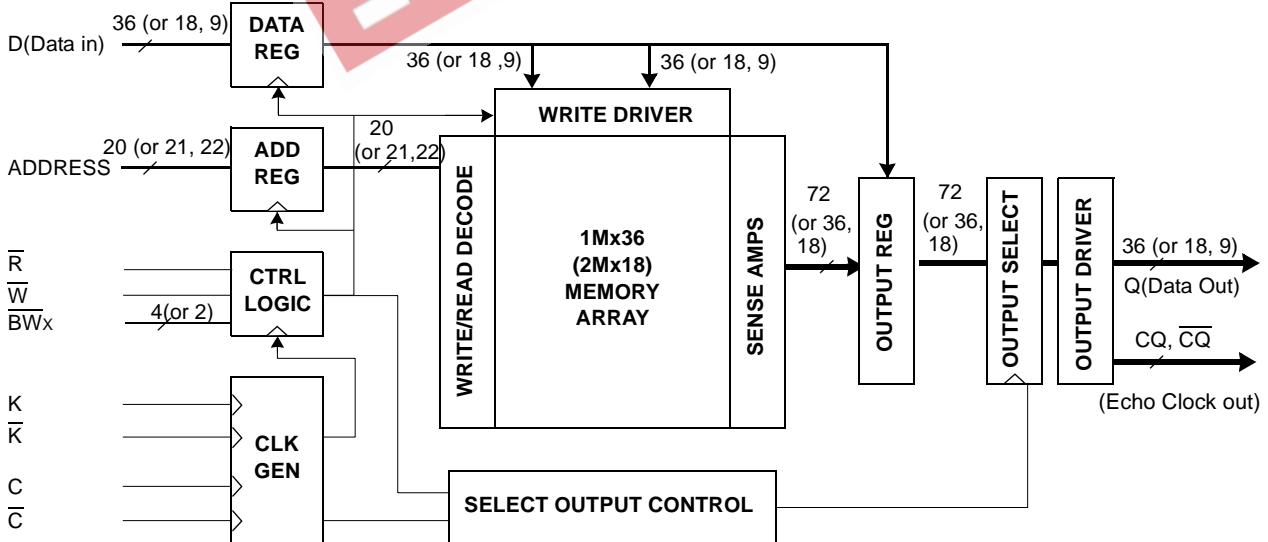 D(Data in)
36 (or 18, 9)
DATA
REG
36 (or 18 ,9)
36 (or 18, 9)
WRITE DRIVER
ADDRESS
20 (or 21, 22)
ADD
REG
20
(or 21,22)
WRITE/READ DECODE
1Mx36
(2Mx18)
MEMORY
ARRAY
SENSE AMPS
72
(or 36,
18)
OUTPUT REG
72
(or 36,
18)
OUTPUT SELECT
OUTPUT DRIVER
36 (or 18, 9)
Q(Data Out)
CQ, C̅Q̅
(Echo Clock out)
R̅
W̅
B̅W̅x
4(or 2)
CTRL
LOGIC
K
K̅
C
C̅
CLK
GEN
SELECT OUTPUT CONTROL